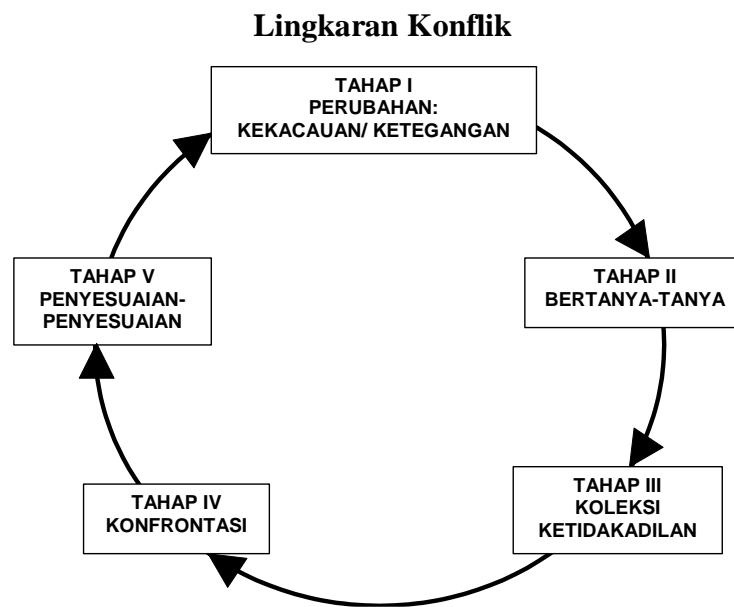 Lingkaran Konflik
TAHAP I
PERUBAHAN:
KEKACAUAN/ KETEGANGAN
TAHAP II
BERTANYA-TANYA
TAHAP III
KOLEKSI
KETIDAKADILAN
TAHAP IV
KONFRONTASI
TAHAP V
PENYESUAIAN-
PENYESUAIAN